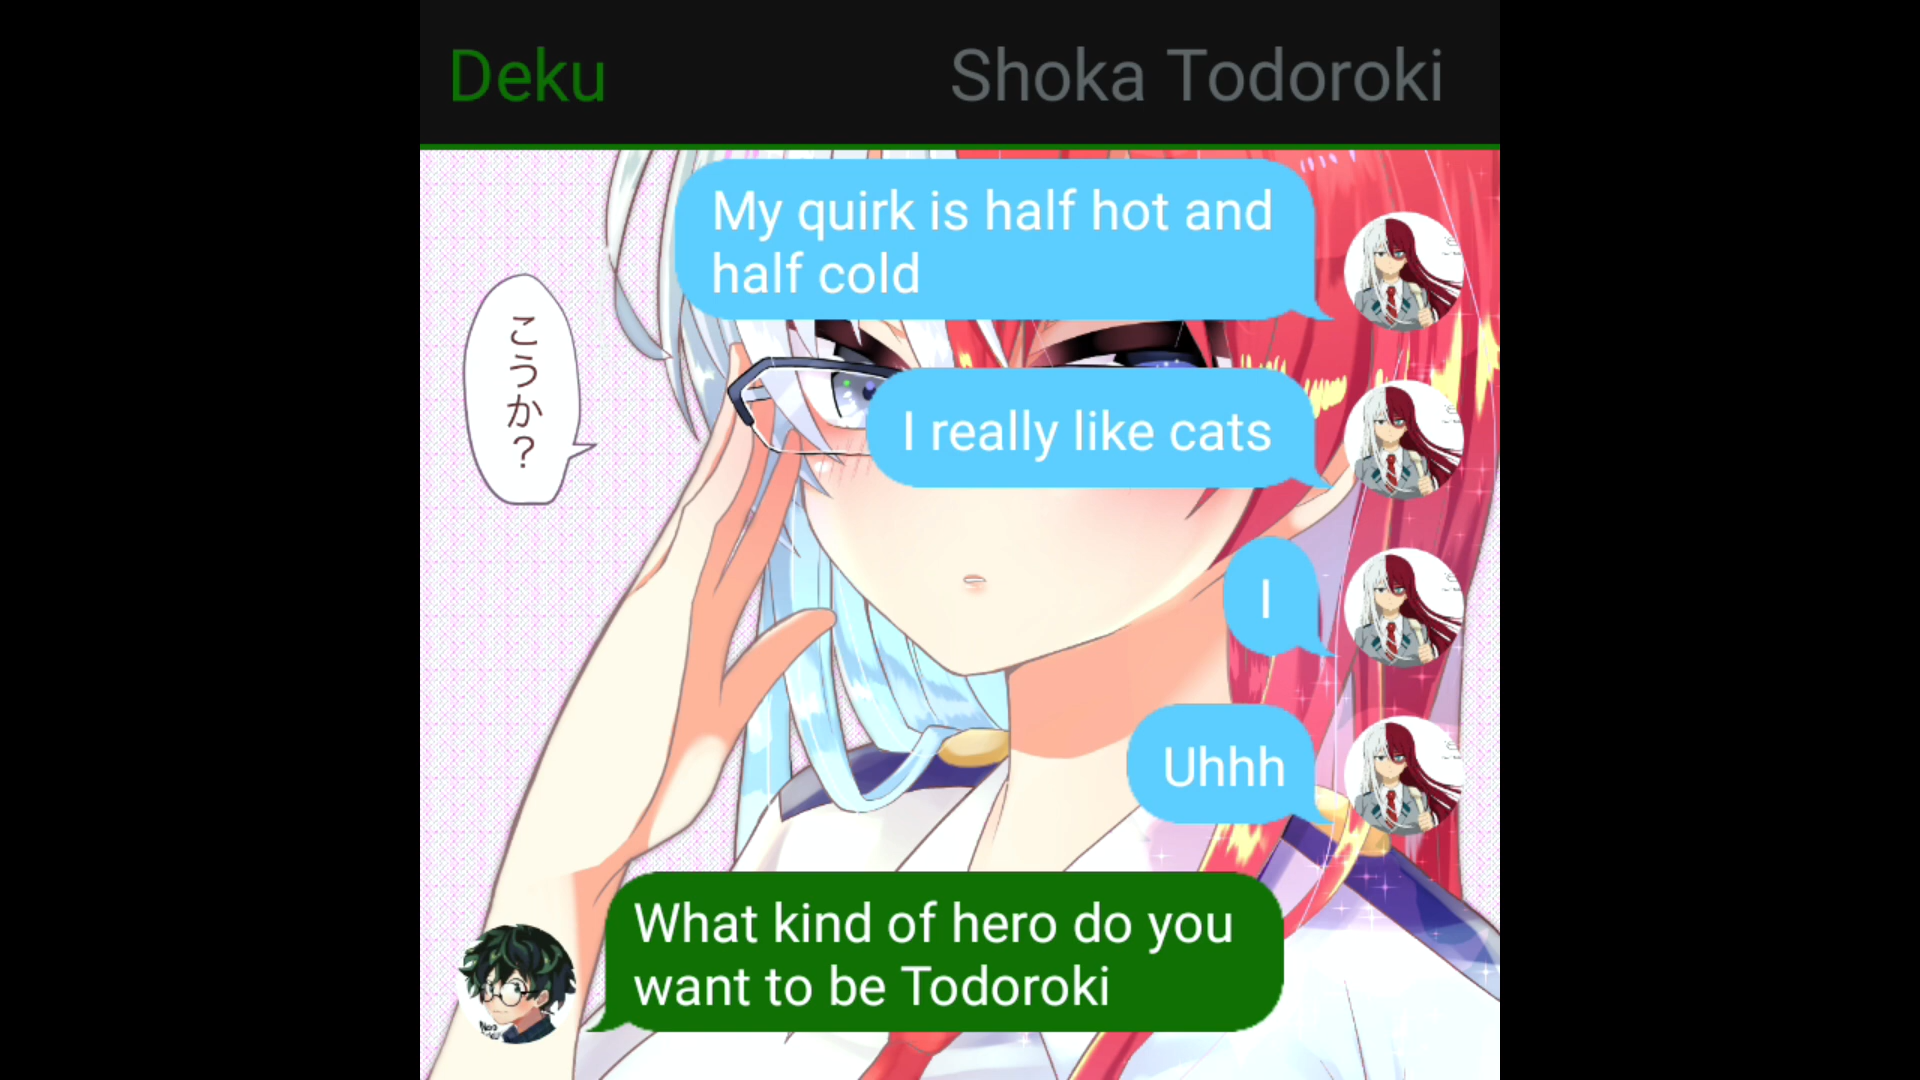 Deku
Shoka Todoroki
My quirk is half hot and
half cold
こうか？
I really like cats
I
Uhhh
What kind of hero do you
want to be Todoroki